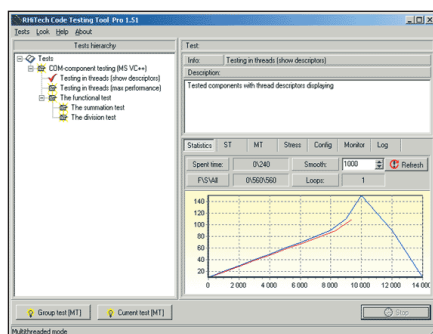 RHiTech Code Testing Tool Pro 1.51
Tests Look Help About
Tests hierarchy
Tests
COM-component testing (MS VC++)
Testing in threads (show descriptors)
Testing in threads (max performance)
The functional test
The summation test
The division test
Test:
Info: Testing in threads (show descriptors)
Description:
Tested components with thread descriptors displaying
Statistics ST MT Stress Config Monitor Log
Spent time: 0\240 Smooth: 1000 Refresh
F\S\All 0\560\560 Loops: 1
140
120
100
80
60
40
20
0 2 000 4 000 6 000 8 000 10 000 12 000 14 000
Group test [MT] Current test [MT] Stop
Multithreaded mode